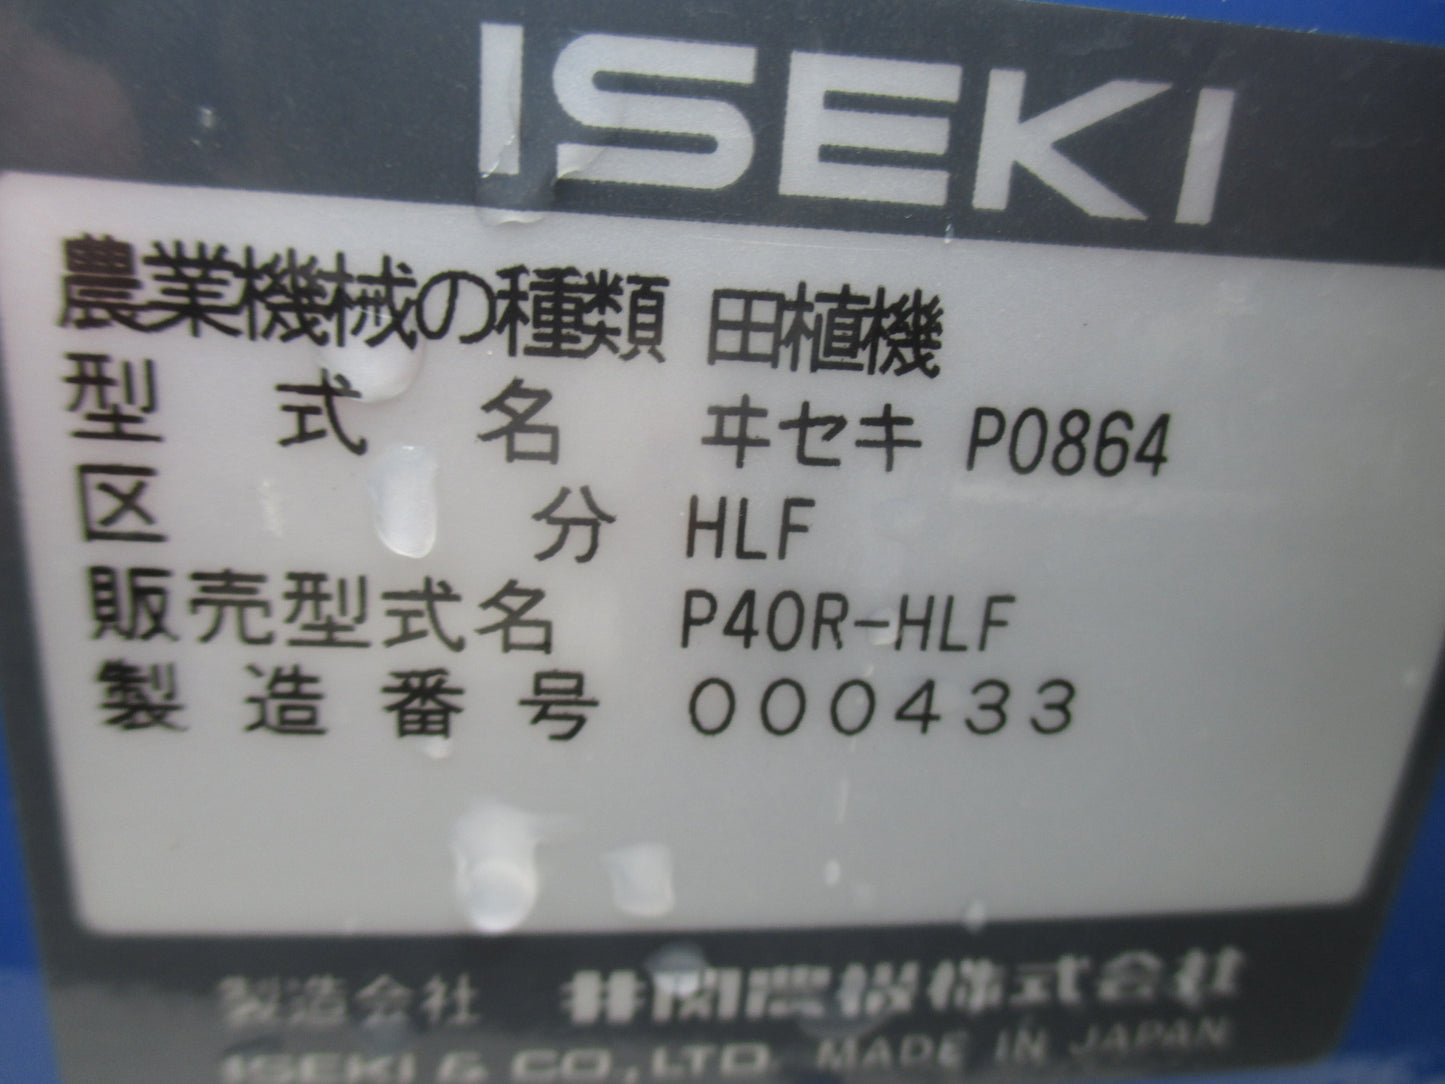 ISEKI
農業機械の種類 田植機
型式名 ヰセキ P0864
区分 HLF
販売型式名 P40R-HLF
製造番号 000433
製造会社 井関農機株式会社
ISEKI & CO., LTD. MADE IN JAPAN